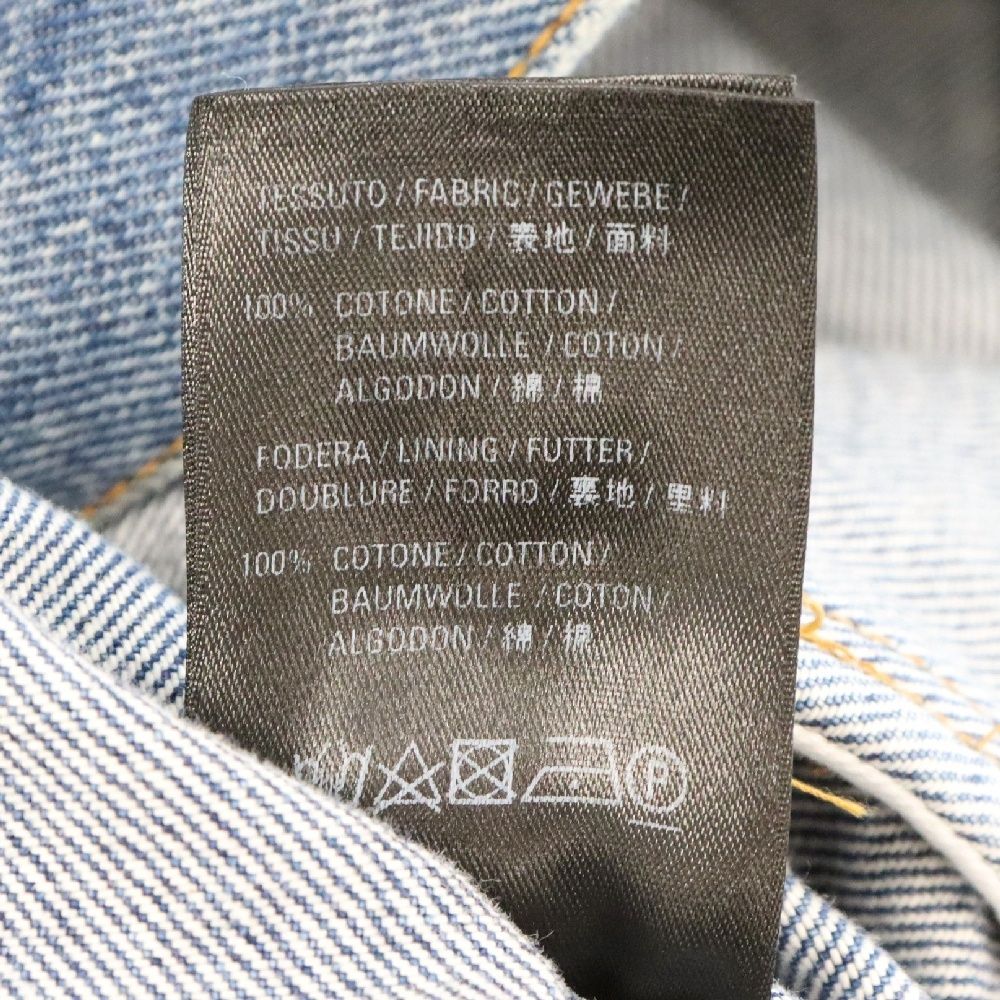 TESSUTO / FABRIC / GEWEBE /
TISSU / TEJIDO / 表地 / 面料
100% COTONE / COTTON /
BAUMWOLLE / COTON /
ALGODON / 綿 / 棉
FODERA / LINING / FUTTER /
DOUBLURE / FORRO / 裏地 / 里料
100% COTONE / COTTON /
BAUMWOLLE / COTON /
ALGODON / 綿 / 棉
P